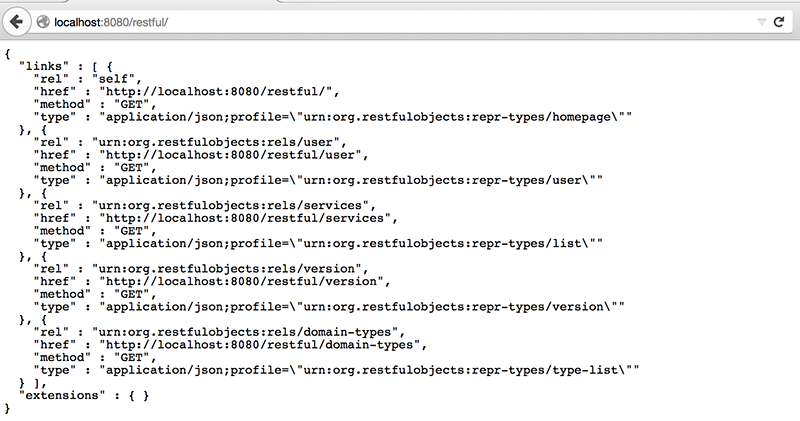 localhost:8080/restful/
{
  "links" : [ {
    "rel" : "self",
    "href" : "http://localhost:8080/restful/",
    "method" : "GET",
    "type" : "application/json;profile=\"urn:org.restfulobjects:repr-types/homepage\""
  }, {
    "rel" : "urn:org.restfulobjects:rels/user",
    "href" : "http://localhost:8080/restful/user",
    "method" : "GET",
    "type" : "application/json;profile=\"urn:org.restfulobjects:repr-types/user\""
  }, {
    "rel" : "urn:org.restfulobjects:rels/services",
    "href" : "http://localhost:8080/restful/services",
    "method" : "GET",
    "type" : "application/json;profile=\"urn:org.restfulobjects:repr-types/list\""
  }, {
    "rel" : "urn:org.restfulobjects:rels/version",
    "href" : "http://localhost:8080/restful/version",
    "method" : "GET",
    "type" : "application/json;profile=\"urn:org.restfulobjects:repr-types/version\""
  }, {
    "rel" : "urn:org.restfulobjects:rels/domain-types",
    "href" : "http://localhost:8080/restful/domain-types",
    "method" : "GET",
    "type" : "application/json;profile=\"urn:org.restfulobjects:repr-types/type-list\""
  } ],
  "extensions" : { }
}